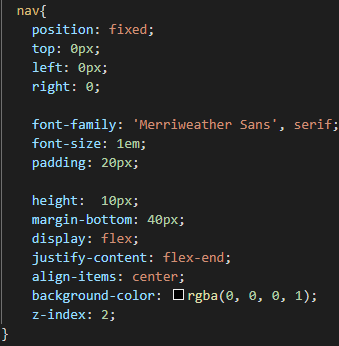 nav{
position: fixed;
top: 0px;
left: 0px;
right: 0;
font-family: 'Merriweather Sans', serif;
font-size: 1em;
padding: 20px;
height:  10px;
margin-bottom: 40px;
display: flex;
justify-content: flex-end;
align-items: center;
background-color: rgba(0, 0, 0, 1);
z-index: 2;
}